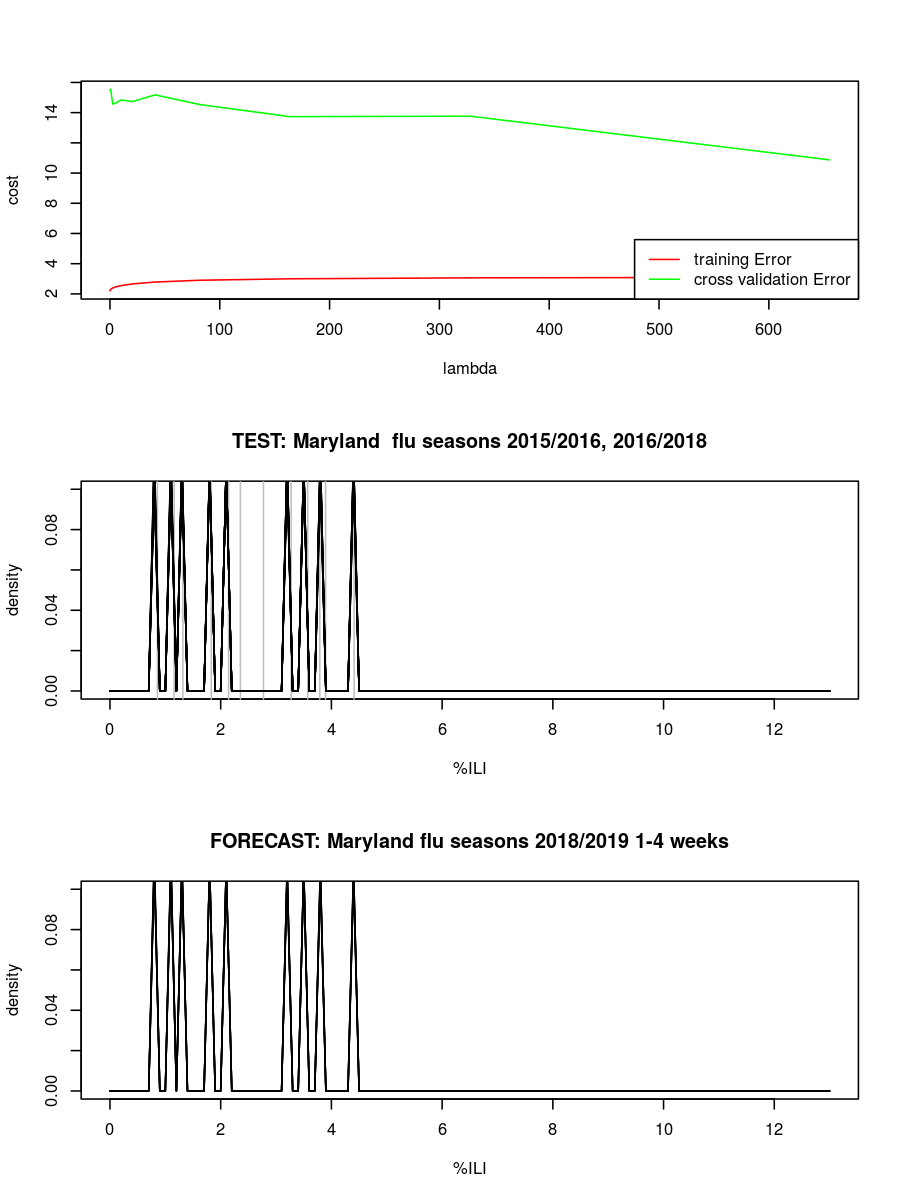 14
10
8
6
4
2
cost
training Error
cross validation Error
0 100 200 300 400 500 600
lambda
TEST: Maryland  flu seasons 2015/2016, 2016/2018
0.08
0.04
0.00
density
0 2 4 6 8 10 12
%ILI
FORECAST: Maryland flu seasons 2018/2019 1-4 weeks
0.08
0.04
0.00
density
0 2 4 6 8 10 12
%ILI